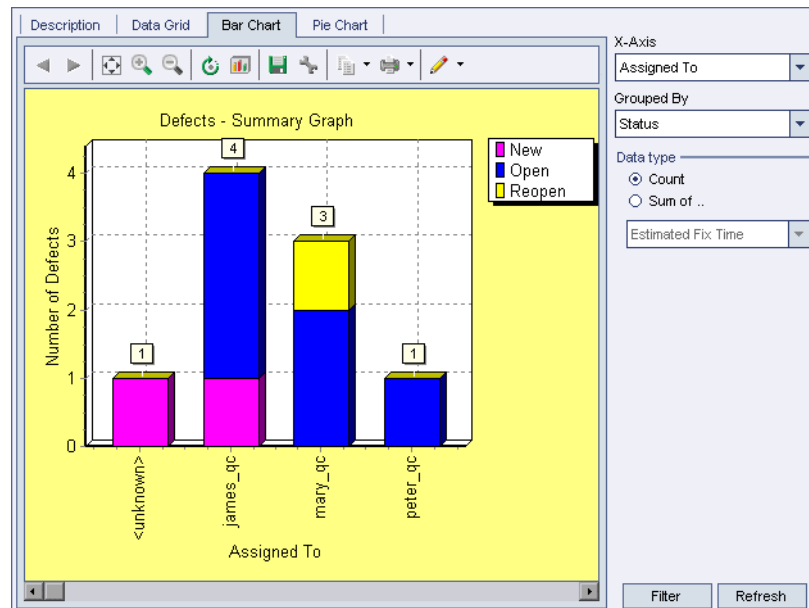 Description Data Grid Bar Chart Pie Chart
X-Axis
Assigned To
Grouped By
Status
Data type
Count
Sum of ..
Estimated Fix Time
Defects - Summary Graph
New
Open
Reopen
Number of Defects
4
3
2
1
0
1
4
3
1
<unknown>
james_qc
mary_qc
peter_qc
Assigned To
Filter Refresh